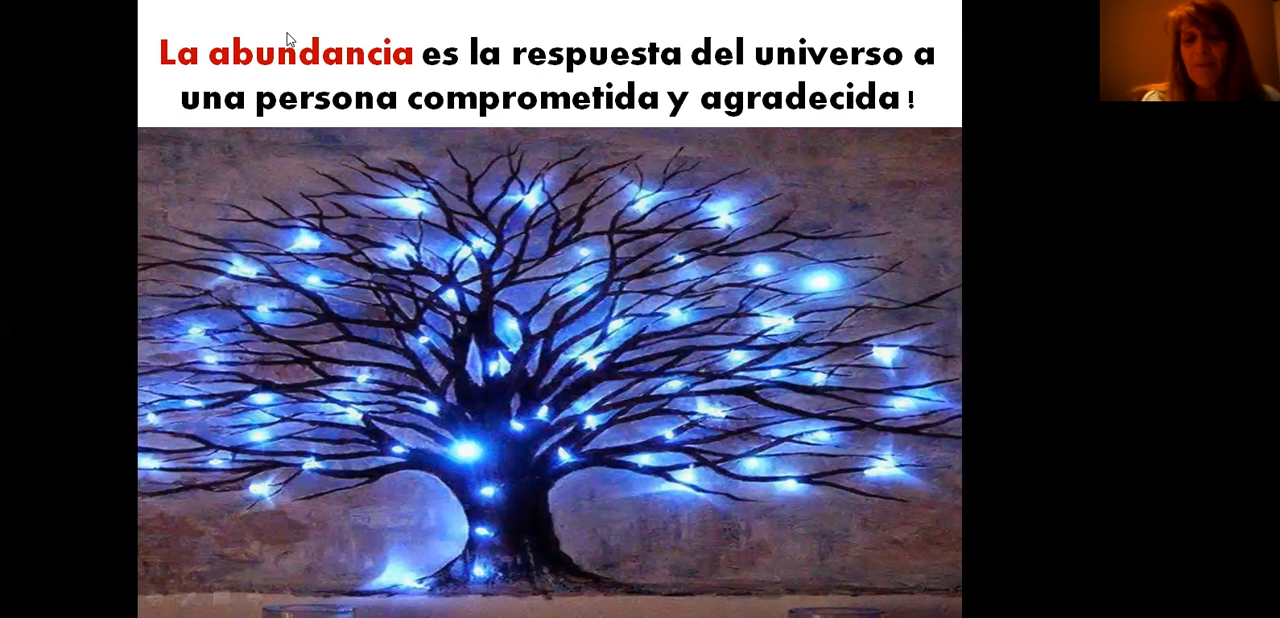 La abundancia es la respuesta del universo a
una persona comprometida y agradecida !